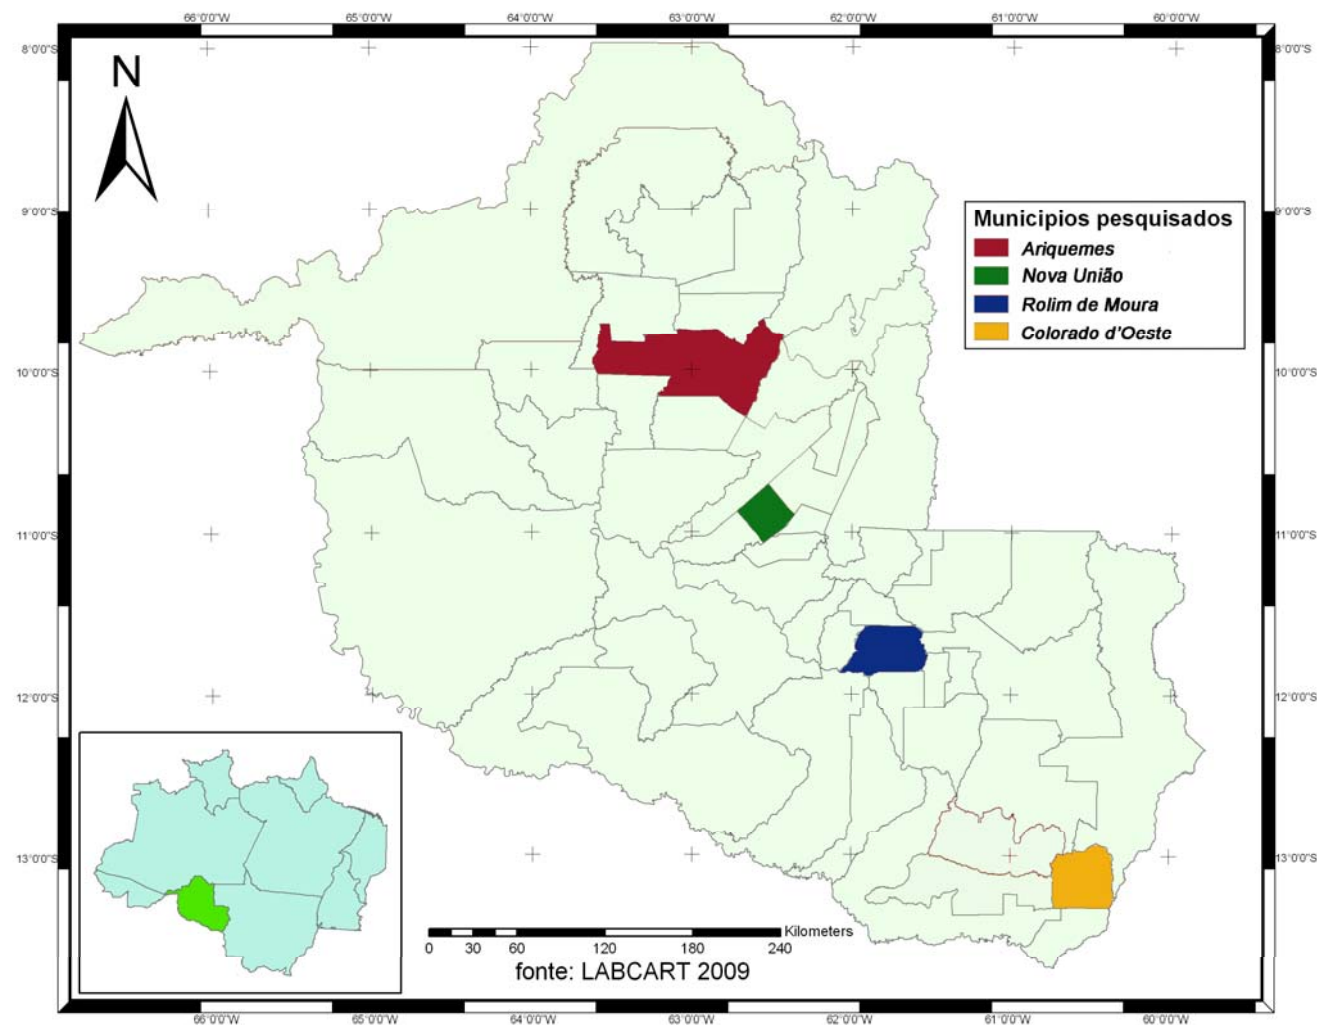 66°0'0"W 65°0'0"W 64°0'0"W 63°0'0"W 62°0'0"W 61°0'0"W 60°0'0"W
8°0'0"S 8°0'0"S
N
9°0'0"S 9°0'0"S
Municipios pesquisados
Ariquemes
Nova União
Rolim de Moura
Colorado d'Oeste
10°0'0"S 10°0'0"S
11°0'0"S 11°0'0"S
12°0'0"S 12°0'0"S
13°0'0"S 13°0'0"S
Kilometers
0 30 60 120 180 240
fonte: LABCART 2009
66°0'0"W 65°0'0"W 64°0'0"W 63°0'0"W 62°0'0"W 61°0'0"W 60°0'0"W